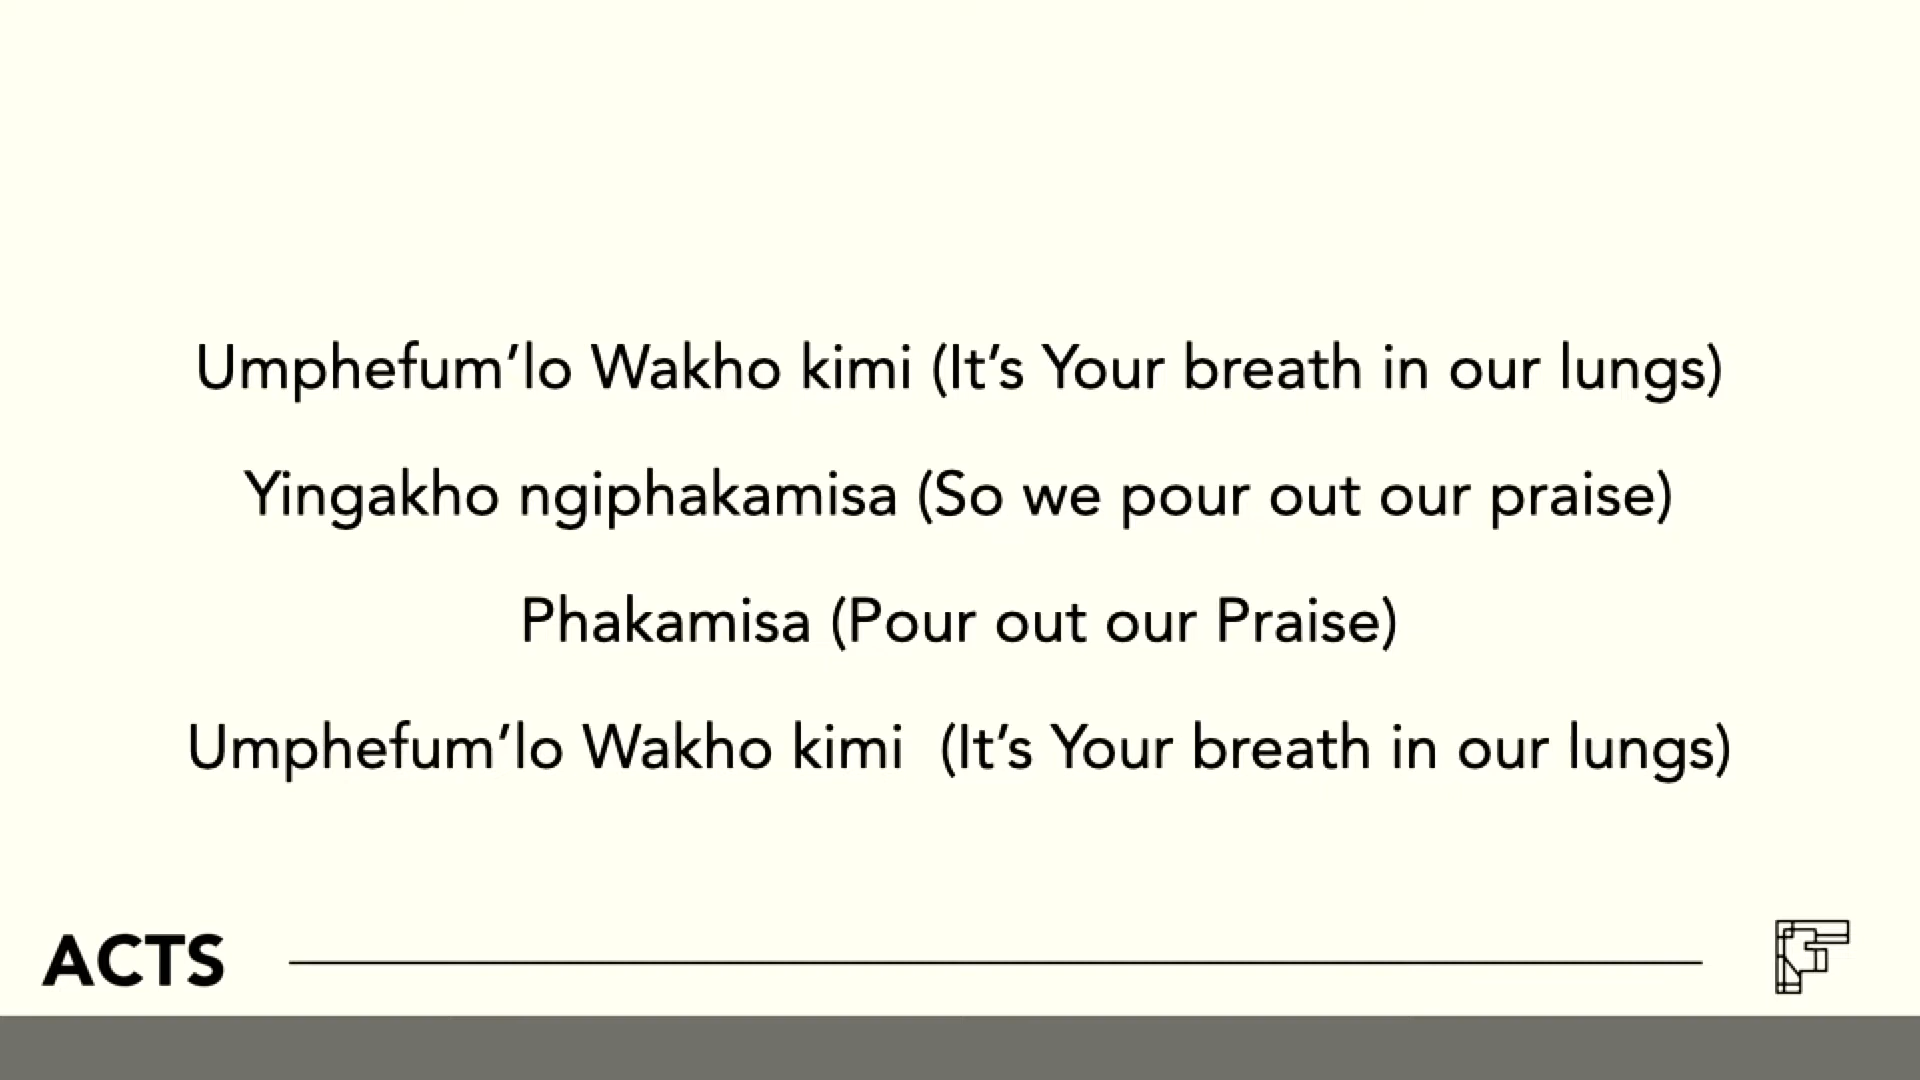 Umphefum’lo Wakho kimi (It’s Your breath in our lungs)
Yingakho ngiphakamisa (So we pour out our praise)
Phakamisa (Pour out our Praise)
Umphefum’lo Wakho kimi  (It’s Your breath in our lungs)
ACTS